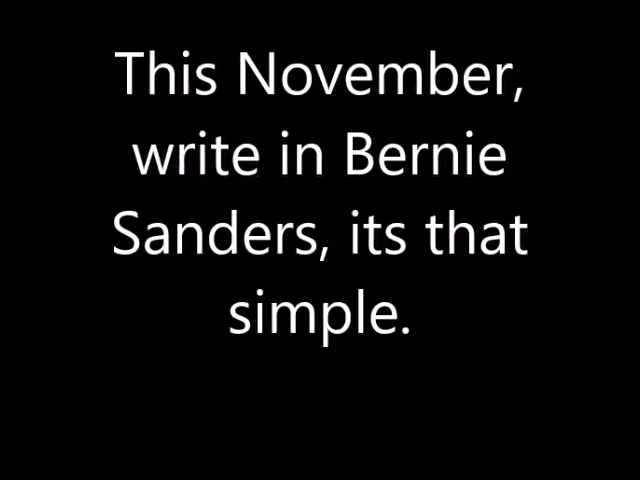 This November,
write in Bernie
Sanders, its that
simple.